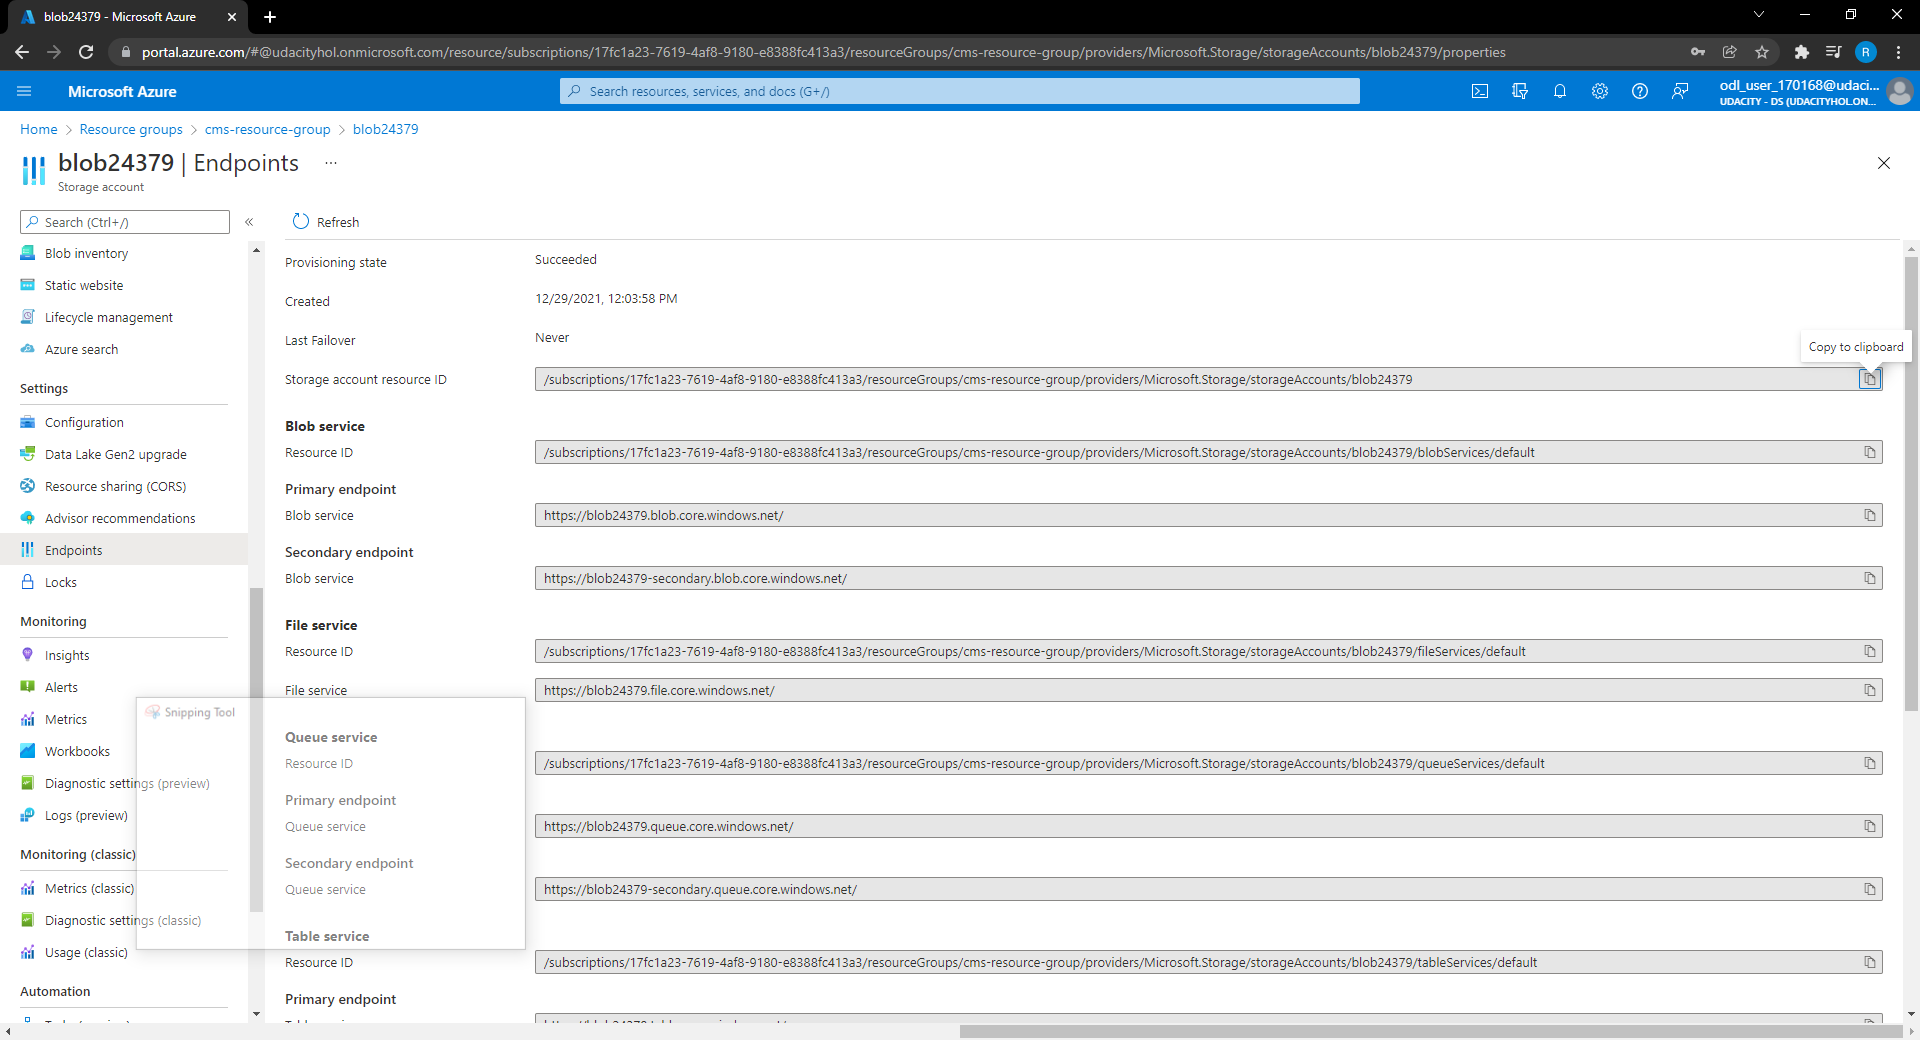 blob24379 - Microsoft Azure
portal.azure.com/#@udacityhol.onmicrosoft.com/resource/subscriptions/17fc1a23-7619-4af8-9180-e8388fc413a3/resourceGroups/cms-resource-group/providers/Microsoft.Storage/storageAccounts/blob24379/properties
R
Microsoft Azure
Search resources, services, and docs (G+/)
odl_user_170168@udaci...
UDACITY - DS (UDACITYHOL.ON...
Home > Resource groups > cms-resource-group > blob24379
blob24379 | Endpoints ...
Storage account
Search (Ctrl+/)
«
Blob inventory
Static website
Lifecycle management
Azure search
Settings
Configuration
Data Lake Gen2 upgrade
Resource sharing (CORS)
Advisor recommendations
Endpoints
Locks
Monitoring
Insights
Alerts
Metrics
Workbooks
Diagnostic settings (preview)
Logs (preview)
Monitoring (classic)
Metrics (classic)
Diagnostic settings (classic)
Usage (classic)
Automation
Snipping Tool
Refresh
Provisioning state
Succeeded
Created
12/29/2021, 12:03:58 PM
Last Failover
Never
Copy to clipboard
Storage account resource ID
/subscriptions/17fc1a23-7619-4af8-9180-e8388fc413a3/resourceGroups/cms-resource-group/providers/Microsoft.Storage/storageAccounts/blob24379
Blob service
Resource ID
/subscriptions/17fc1a23-7619-4af8-9180-e8388fc413a3/resourceGroups/cms-resource-group/providers/Microsoft.Storage/storageAccounts/blob24379/blobServices/default
Primary endpoint
Blob service
https://blob24379.blob.core.windows.net/
Secondary endpoint
Blob service
https://blob24379-secondary.blob.core.windows.net/
File service
Resource ID
/subscriptions/17fc1a23-7619-4af8-9180-e8388fc413a3/resourceGroups/cms-resource-group/providers/Microsoft.Storage/storageAccounts/blob24379/fileServices/default
File service
https://blob24379.file.core.windows.net/
Queue service
Resource ID
/subscriptions/17fc1a23-7619-4af8-9180-e8388fc413a3/resourceGroups/cms-resource-group/providers/Microsoft.Storage/storageAccounts/blob24379/queueServices/default
Primary endpoint
Queue service
https://blob24379.queue.core.windows.net/
Secondary endpoint
Queue service
https://blob24379-secondary.queue.core.windows.net/
Table service
Resource ID
/subscriptions/17fc1a23-7619-4af8-9180-e8388fc413a3/resourceGroups/cms-resource-group/providers/Microsoft.Storage/storageAccounts/blob24379/tableServices/default
Primary endpoint